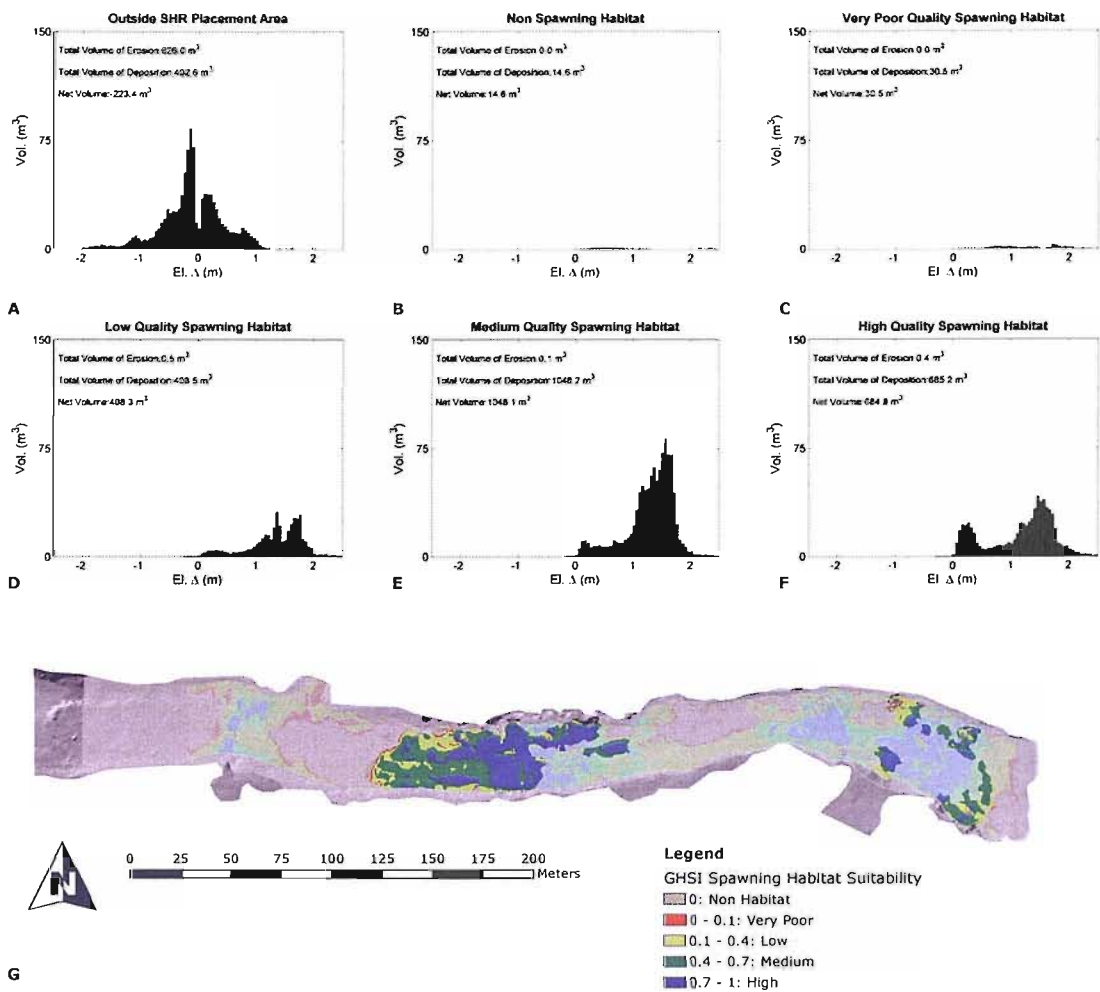 Outside SHR Placement Area
Total Volume of Erosion:626.0 m³
Total Volume of Deposition:402.6 m³
Net Volume:-223.4 m³
150
75
0
Vol. (m³)
-2 -1 0 1 2
El. Δ (m)
A
Non Spawning Habitat
Total Volume of Erosion:0.0 m³
Total Volume of Deposition:14.6 m³
Net Volume:14.6 m³
150
75
0
Vol. (m³)
-2 -1 0 1 2
El. Δ (m)
B
Very Poor Quality Spawning Habitat
Total Volume of Erosion:0.0 m³
Total Volume of Deposition:30.5 m³
Net Volume:30.5 m³
150
75
0
Vol. (m³)
-2 -1 0 1 2
El. Δ (m)
C
Low Quality Spawning Habitat
Total Volume of Erosion:0.5 m³
Total Volume of Deposition:
Net Volume:
150
75
0
Vol. (m³)
-2 -1 0 1 2
El. Δ (m)
D
Medium Quality Spawning Habitat
Total Volume of Erosion:0.1 m³
Total Volume of Deposition:1048.2 m³
Net Volume:1048.1 m³
150
75
0
Vol. (m³)
-2 -1 0 1 2
El. Δ (m)
E
High Quality Spawning Habitat
Total Volume of Erosion:0.4 m³
Total Volume of Deposition:685.2 m³
Net Volume:684.9 m³
150
75
0
Vol. (m³)
-2 -1 0 1 2
El. Δ (m)
F
N
0 25 50 75 100 125 150 175 200
Meters
Legend
GHSI Spawning Habitat Suitability
0: Non Habitat
0 - 0.1: Very Poor
0.1 - 0.4: Low
0.4 - 0.7: Medium
0.7 - 1: High
G